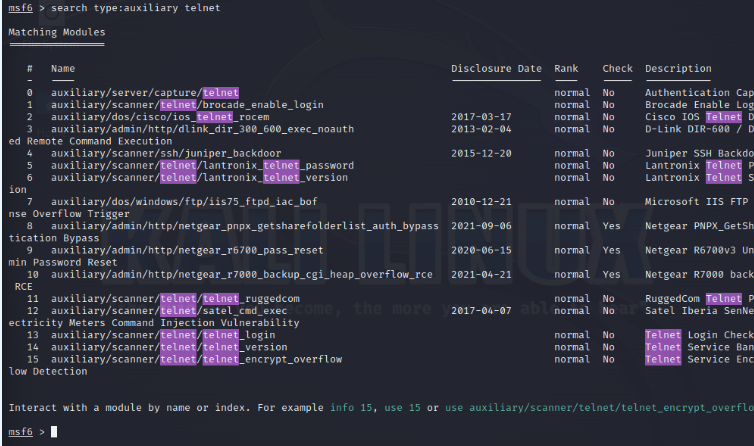 msf6 > search type:auxiliary telnet
Matching Modules
================
# Name Disclosure Date Rank Check Description
- ---- --------------- ---- ----- -----------
0 auxiliary/server/capture/telnet normal No Authentication Cap
1 auxiliary/scanner/telnet/brocade_enable_login normal No Brocade Enable Log
2 auxiliary/dos/cisco/ios_telnet_rocem 2017-03-17 normal No Cisco IOS Telnet D
3 auxiliary/admin/http/dlink_dir_300_600_exec_noauth 2013-02-04 normal No D-Link DIR-600 / D
ed Remote Command Execution
4 auxiliary/scanner/ssh/juniper_backdoor 2015-12-20 normal No Juniper SSH Backdo
5 auxiliary/scanner/telnet/lantronix_telnet_password normal No Lantronix Telnet P
6 auxiliary/scanner/telnet/lantronix_telnet_version normal No Lantronix Telnet S
ion
7 auxiliary/dos/windows/ftp/iis75_ftpd_iac_bof 2010-12-21 normal No Microsoft IIS FTP
nse Overflow Trigger
8 auxiliary/admin/http/netgear_pnpx_getsharefolderlist_auth_bypass 2021-09-06 normal Yes Netgear PNPX_GetSh
tication Bypass
9 auxiliary/admin/http/netgear_r6700_pass_reset 2020-06-15 normal Yes Netgear R6700v3 Un
min Password Reset
10 auxiliary/admin/http/netgear_r7000_backup_cgi_heap_overflow_rce 2021-04-21 normal Yes Netgear R7000 back
RCE
11 auxiliary/scanner/telnet/telnet_ruggedcom normal No RuggedCom Telnet P
12 auxiliary/scanner/telnet/satel_cmd_exec 2017-04-07 normal No Satel Iberia SenNe
ectricity Meters Command Injection Vulnerability
13 auxiliary/scanner/telnet/telnet_login normal No Telnet Login Check
14 auxiliary/scanner/telnet/telnet_version normal No Telnet Service Ban
15 auxiliary/scanner/telnet/telnet_encrypt_overflow normal No Telnet Service Enc
low Detection
Interact with a module by name or index. For example info 15, use 15 or use auxiliary/scanner/telnet/telnet_encrypt_overflo
msf6 >
KALI LINUX